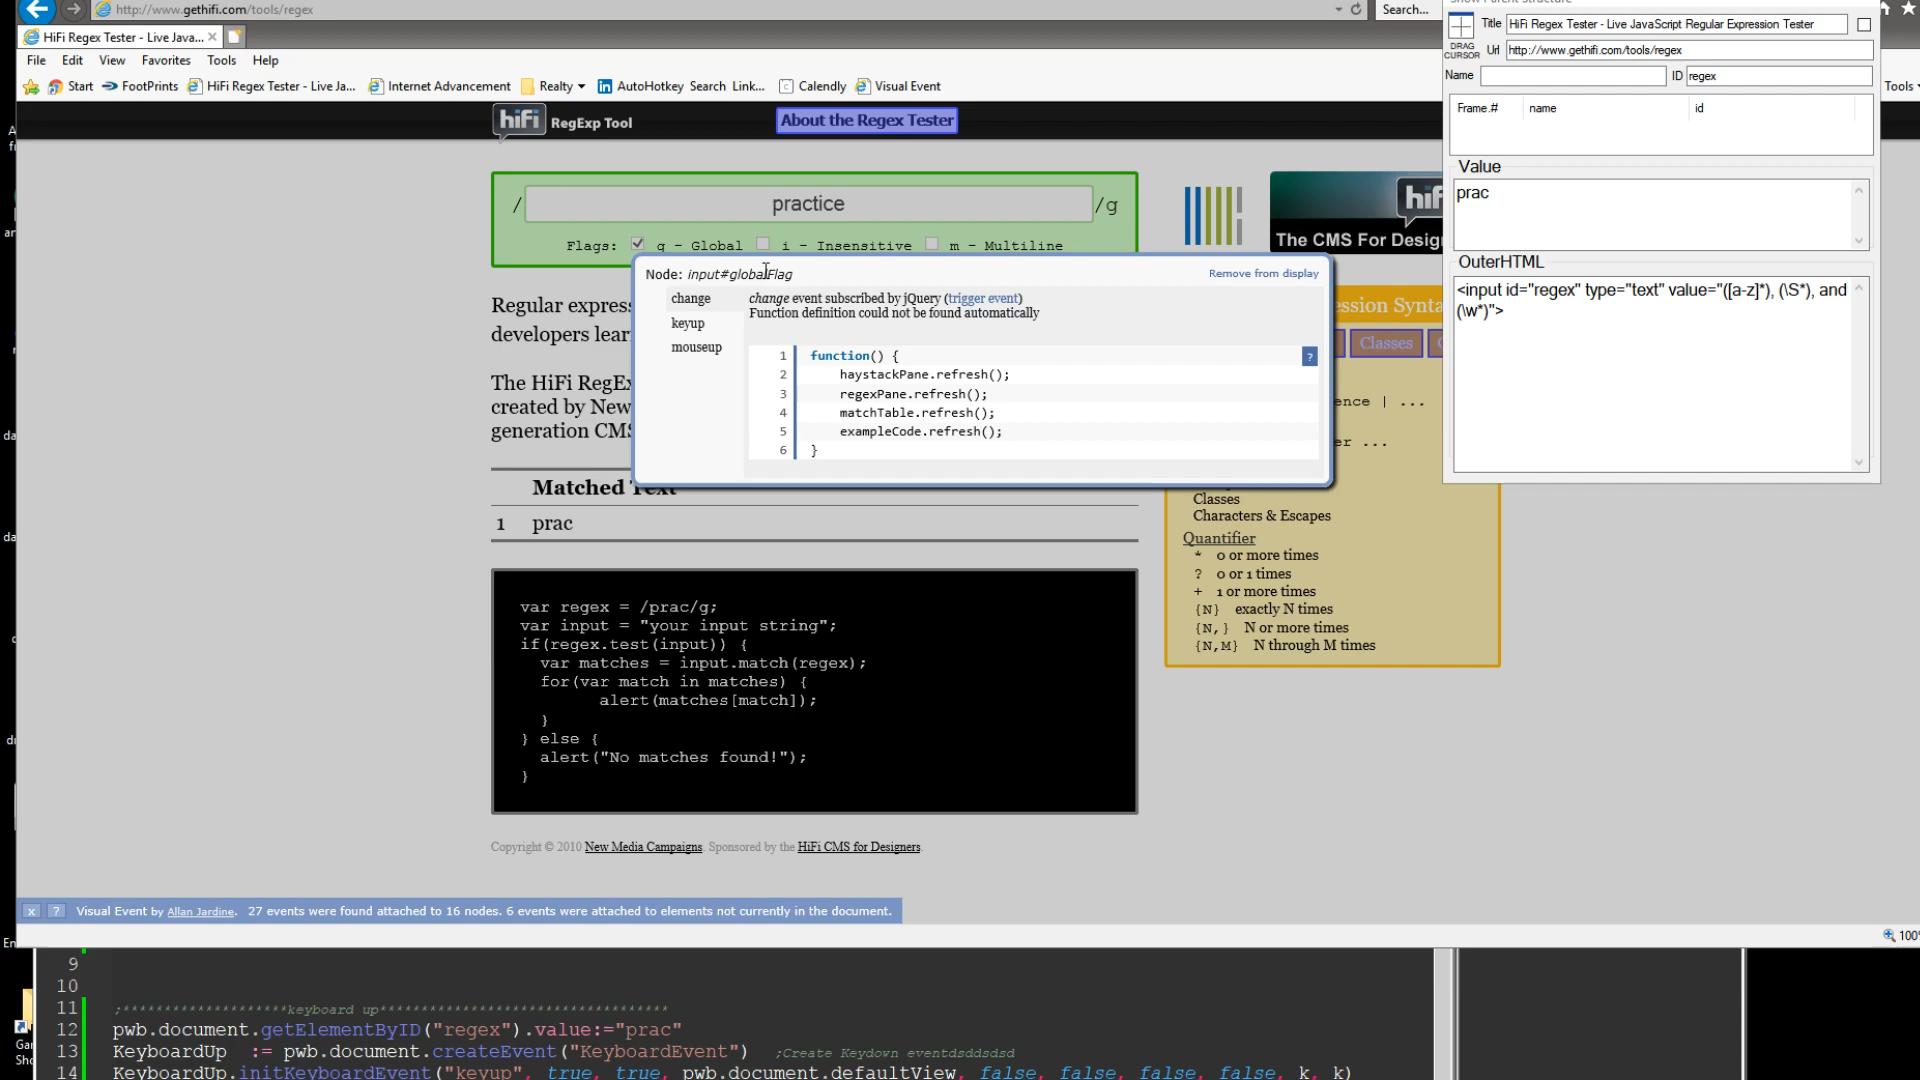 http://www.gethifi.com/tools/regex
Search...
HiFi Regex Tester - Live Java...
File Edit View Favorites Tools Help
Start FootPrints HiFi Regex Tester - Live Ja... Internet Advancement Realty AutoHotkey Search Link... Calendly Visual Event
Tools
hifi RegExp Tool
About the Regex Tester
/ practice /g
Flags: g - Global i - Insensitive m - Multiline
The CMS For Desig
Regular express
developers lear
The HiFi RegEx
created by New
generation CMS
Node: input#globalFlag
Remove from display
change
keyup
mouseup
change event subscribed by jQuery (trigger event)
Function definition could not be found automatically
?
1 function() {
2 haystackPane.refresh();
3 regexPane.refresh();
4 matchTable.refresh();
5 exampleCode.refresh();
6 }
ession Synta
Classes
ence | ...
er ...
Classes
Characters & Escapes
Quantifier
* 0 or more times
? 0 or 1 times
+ 1 or more times
{N} exactly N times
{N,} N or more times
{N,M} N through M times
Matched Text
1 prac
var regex = /prac/g;
var input = "your input string";
if(regex.test(input)) {
var matches = input.match(regex);
for(var match in matches) {
alert(matches[match]);
}
} else {
alert("No matches found!");
}
Copyright © 2010 New Media Campaigns. Sponsored by the HiFi CMS for Designers.
x ? Visual Event by Allan Jardine. 27 events were found attached to 16 nodes. 6 events were attached to elements not currently in the document.
100%
Title HiFi Regex Tester - Live JavaScript Regular Expression Tester
DRAG
CURSOR
Url http://www.gethifi.com/tools/regex
Name ID regex
Frame.# name id
Value
prac
OuterHTML
<input id="regex" type="text" value="([a-z]*), (\S*), and
(\w*)">
9
10
11 ;********************keyboard up***********************************
12 pwb.document.getElementByID("regex").value:="prac"
13 KeyboardUp := pwb.document.createEvent("KeyboardEvent") ;Create Keydown eventdsddsdsd
14 KeyboardUp.initKeyboardEvent("keyup", true, true, pwb.document.defaultView, false, false, false, false, k, k)